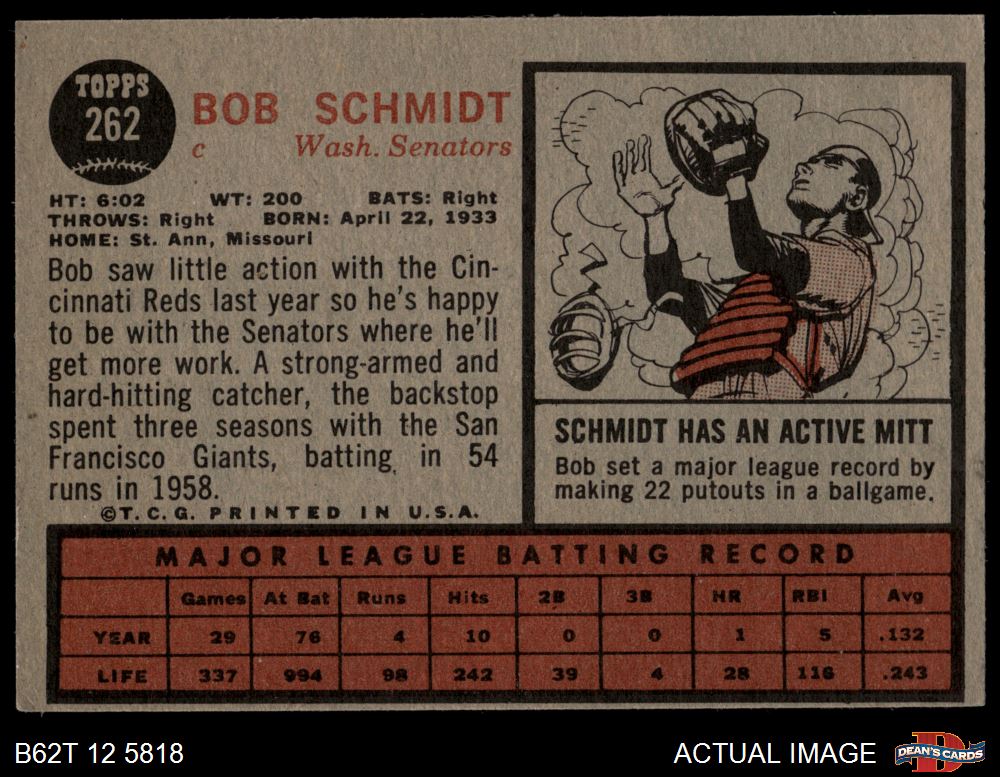 TOPPS
262
BOB SCHMIDT
c Wash. Senators
HT: 6:02 WT: 200 BATS: Right
THROWS: Right BORN: April 22, 1933
HOME: St. Ann, Missouri
Bob saw little action with the Cin-
cinnati Reds last year so he's happy
to be with the Senators where he'll
get more work. A strong-armed and
hard-hitting catcher, the backstop
spent three seasons with the San
Francisco Giants, batting in 54
runs in 1958.
©T. C. G. PRINTED IN U.S.A.
SCHMIDT HAS AN ACTIVE MITT
Bob set a major league record by
making 22 putouts in a ballgame.
MAJOR LEAGUE BATTING RECORD
Games At Bat Runs Hits 2B 3B HR RBI Avg
YEAR 29 76 4 10 0 0 1 5 .132
LIFE 337 994 98 242 39 4 28 116 .243
B62T 12 5818
ACTUAL IMAGE
DEAN'S CARDS